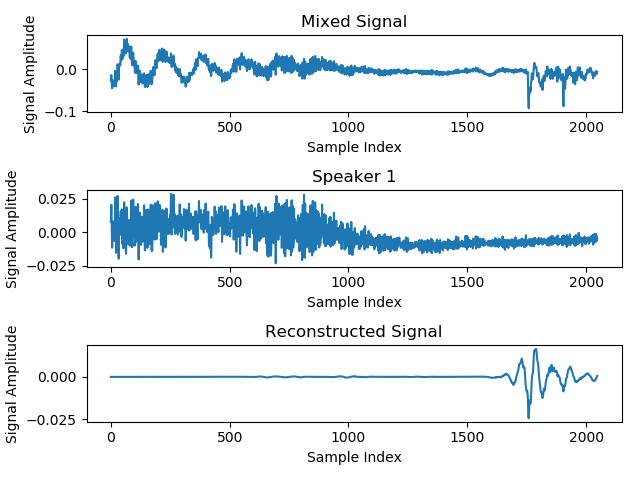 Mixed Signal
Signal Amplitude
0.0
−0.1
0
500
1000
1500
2000
Sample Index
Speaker 1
Signal Amplitude
0.025
0.000
−0.025
0
500
1000
1500
2000
Sample Index
Reconstructed Signal
Signal Amplitude
0.000
−0.025
0
500
1000
1500
2000
Sample Index